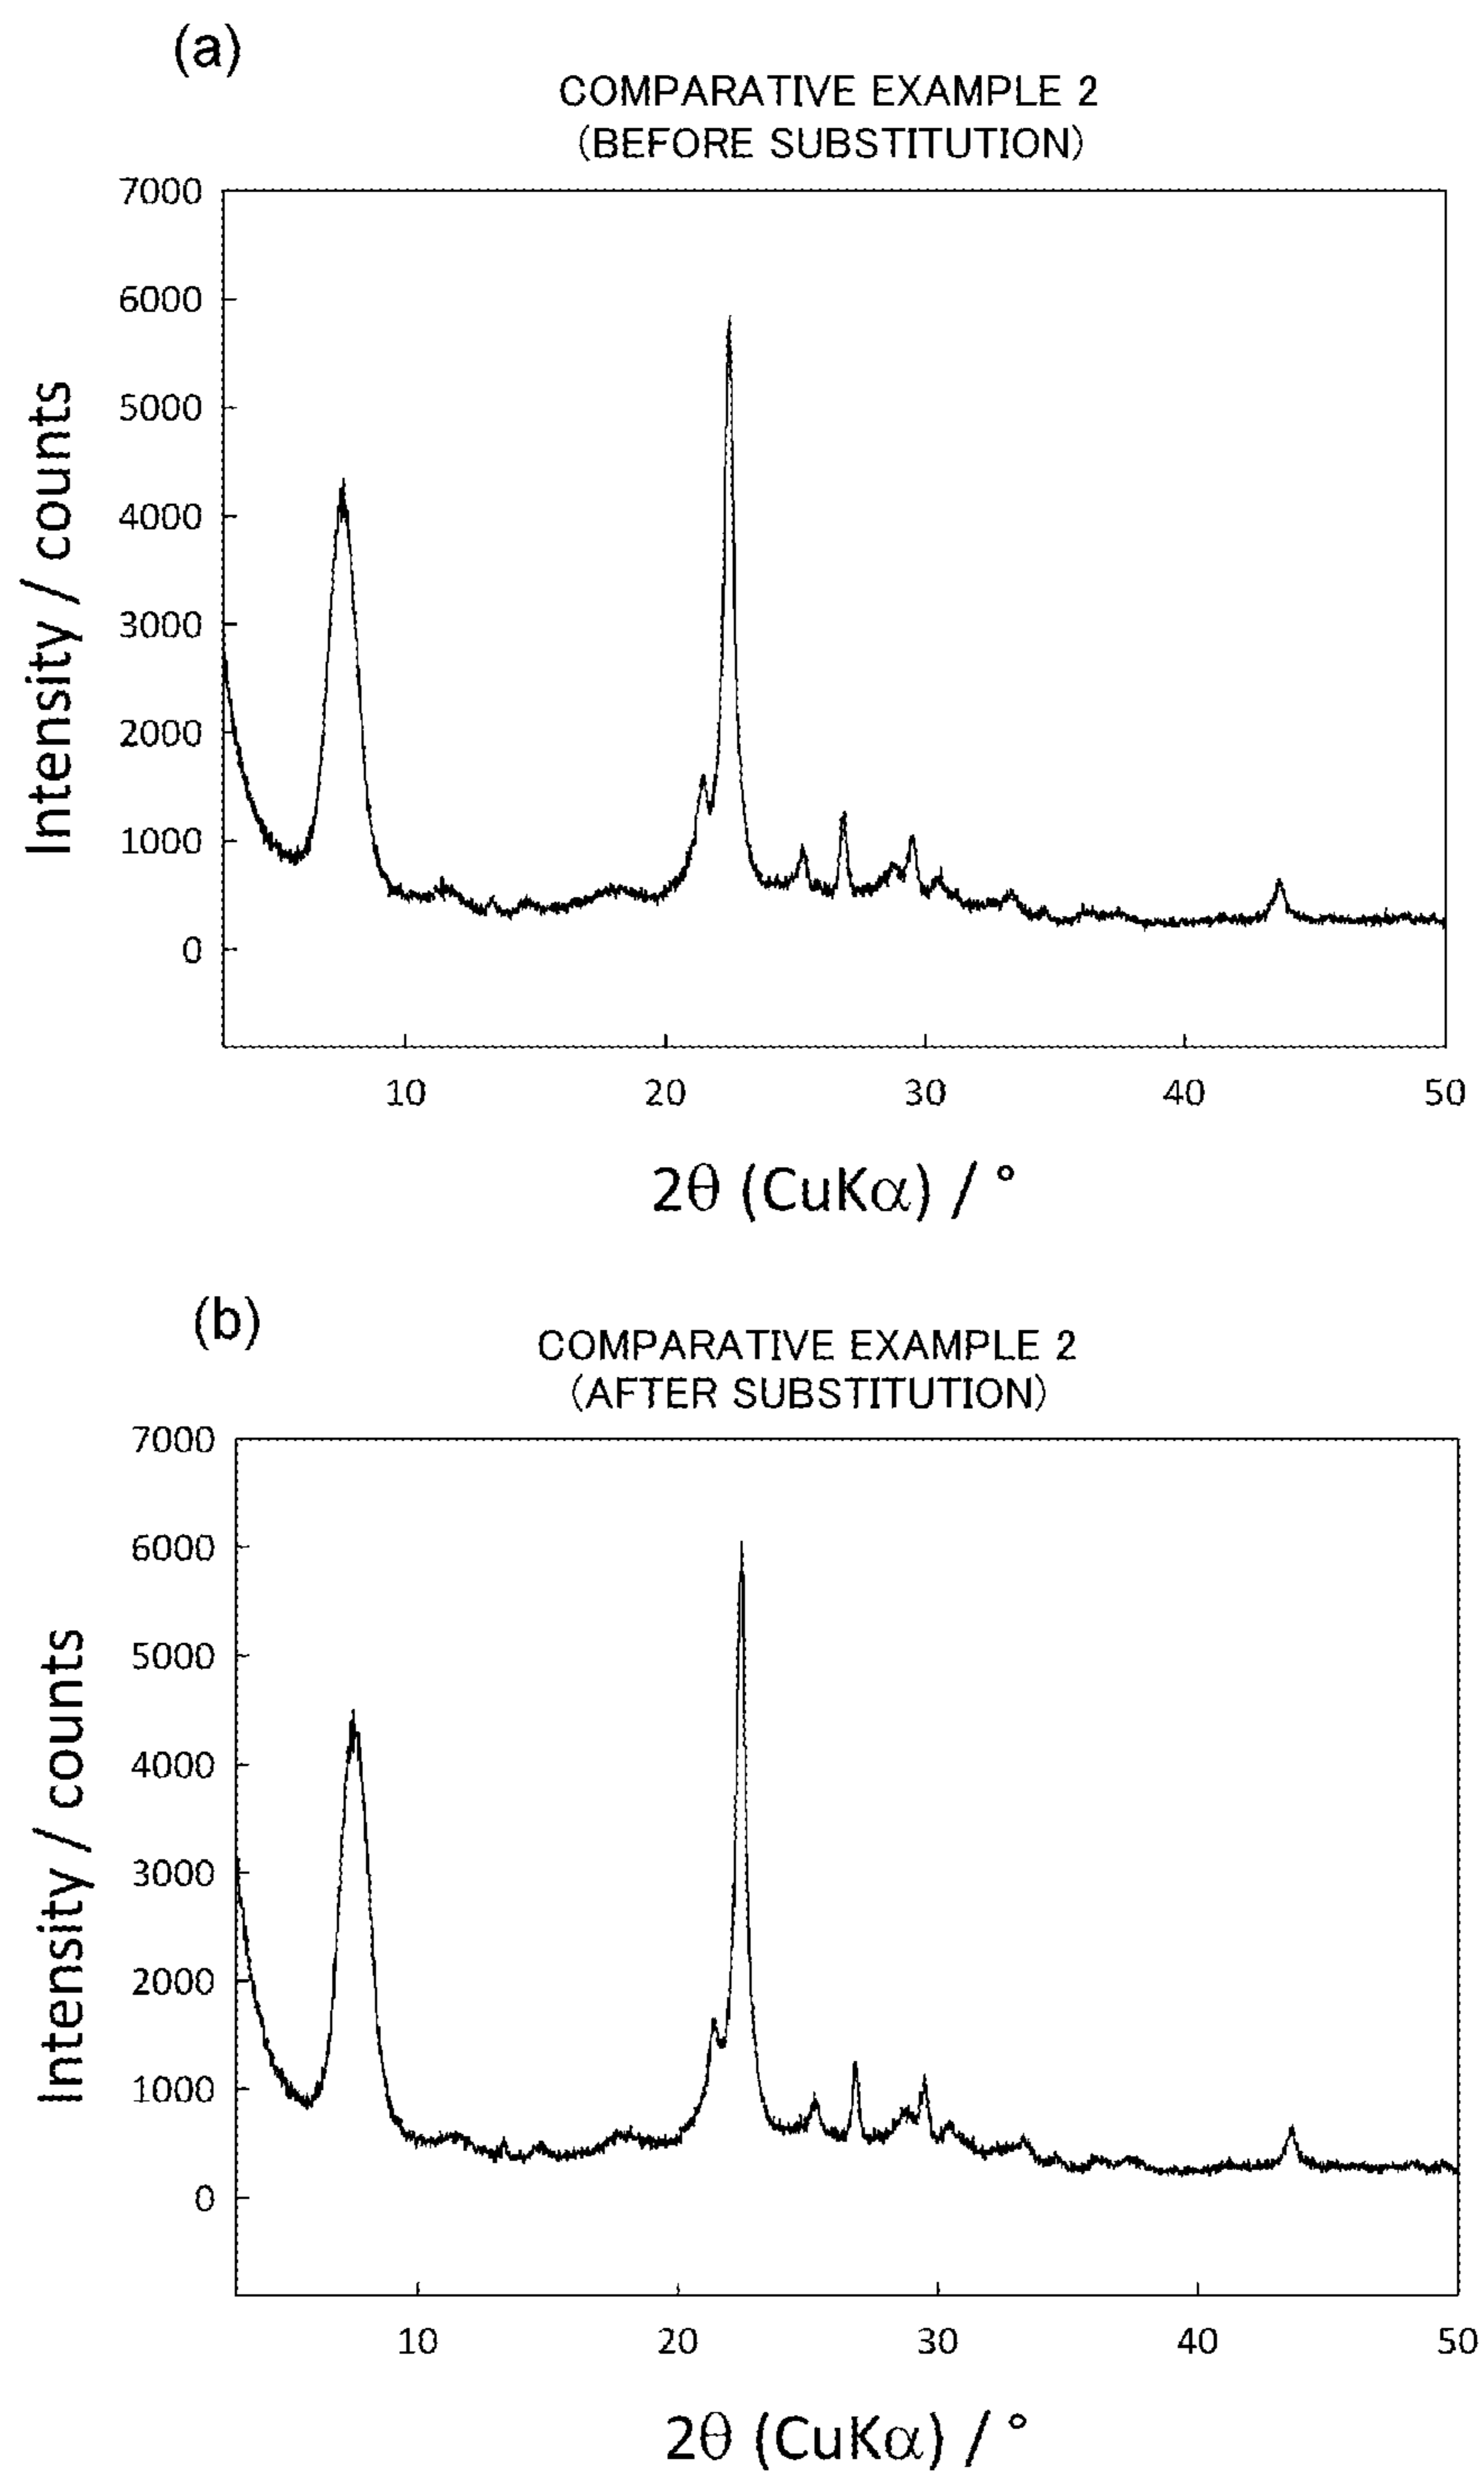 (a)
COMPARATIVE EXAMPLE 2
(BEFORE SUBSTITUTION)
7000
6000
5000
4000
3000
2000
1000
0
Intensity / counts
10 20 30 40 50
2θ (CuKα) / °
(b)
COMPARATIVE EXAMPLE 2
(AFTER SUBSTITUTION)
7000
6000
5000
4000
3000
2000
1000
0
Intensity / counts
10 20 30 40 50
2θ (CuKα) / °